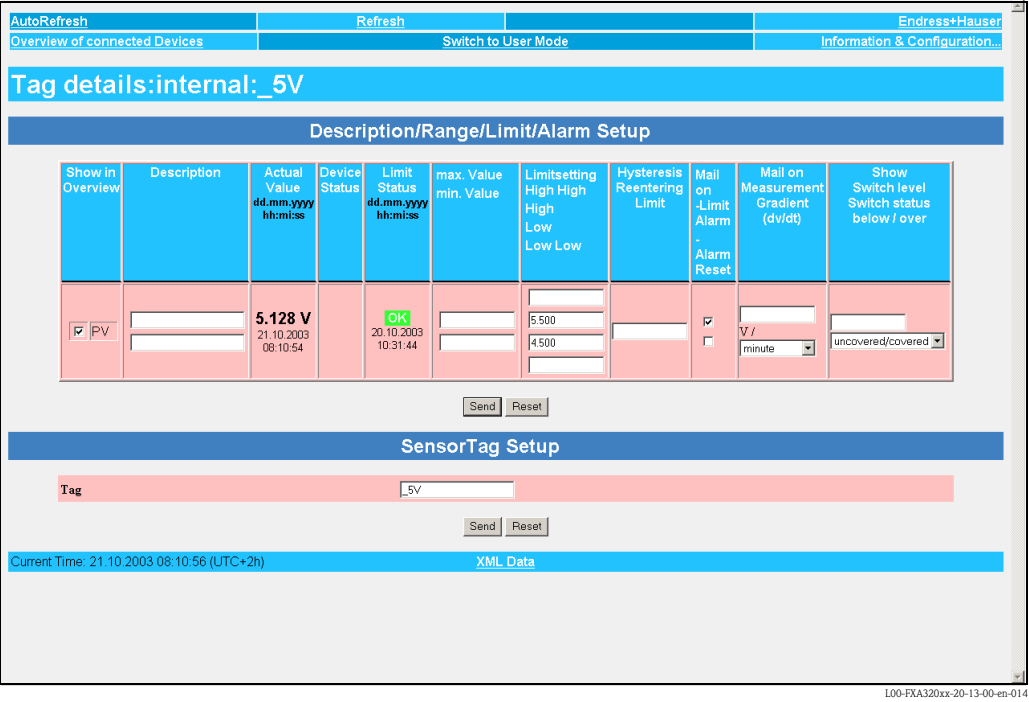 AutoRefresh Refresh Endress+Hauser
Overview of connected Devices Switch to User Mode Information & Configuration...
Tag details:internal:_5V
Description/Range/Limit/Alarm Setup
Show in
Overview
Description
Actual
Value
dd.mm.yyyy
hh:mi:ss
Device
Status
Limit
Status
dd.mm.yyyy
hh:mi:ss
max. Value
min. Value
Limitsetting
High High
High
Low
Low Low
Hysteresis
Reentering
Limit
Mail
on
-Limit
Alarm
-
Alarm
Reset
Mail on
Measurement
Gradient
(dv/dt)
Show
Switch level
Switch status
below / over
PV
5.128 V
21.10.2003
08:10:54
OK
20.10.2003
10:31:44
5.500
4.500
V /
minute
uncovered/covered
Send Reset
SensorTag Setup
Tag _5V
Send Reset
Current Time: 21.10.2003 08:10:56 (UTC+2h) XML Data
L00-FXA320xx-20-13-00-en-014